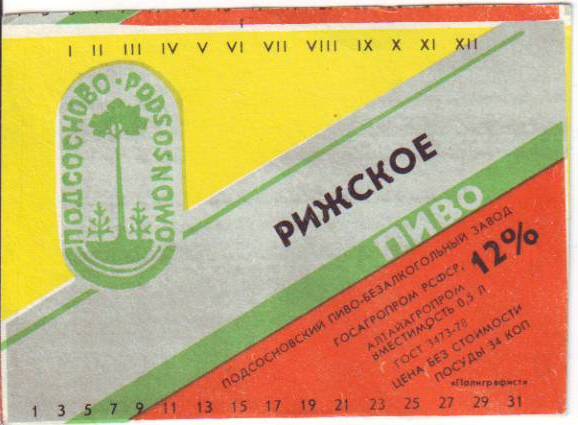 I II III IV V VI VII VIII IX X XI XII
ПОДСОСНОВО · PODSOSNOWO
РИЖСКОЕ
ПИВО
ПОДСОСНОВСКИЙ ПИВО-БЕЗАЛКОГОЛЬНЫЙ ЗАВОД
ГОСАГРОПРОМ РСФСР,
12%
АЛТАЙАГРОПРОМ
ВМЕСТИМОСТЬ 0,5 Л
ГОСТ 3473-78
ЦЕНА БЕЗ СТОИМОСТИ
ПОСУДЫ 34 КОП
«Полиграфист»
1 3 5 7 9 11 13 15 17 19 21 23 25 27 29 31